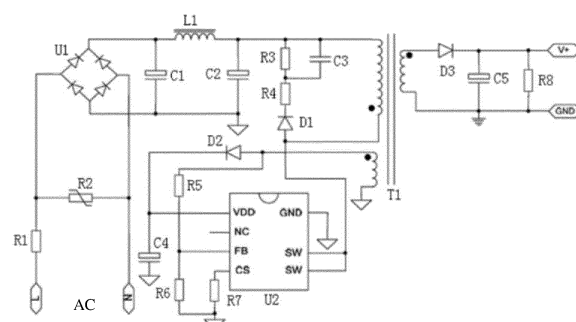 L1
U1
V+
R3
C3
C1
C2
D3
C5
R8
R4
GND
D1
D2
R5
T1
R2
VDD
GND
NC
C4
R1
FB
SW
CS
SW
R6
R7
U2
L
AC
N